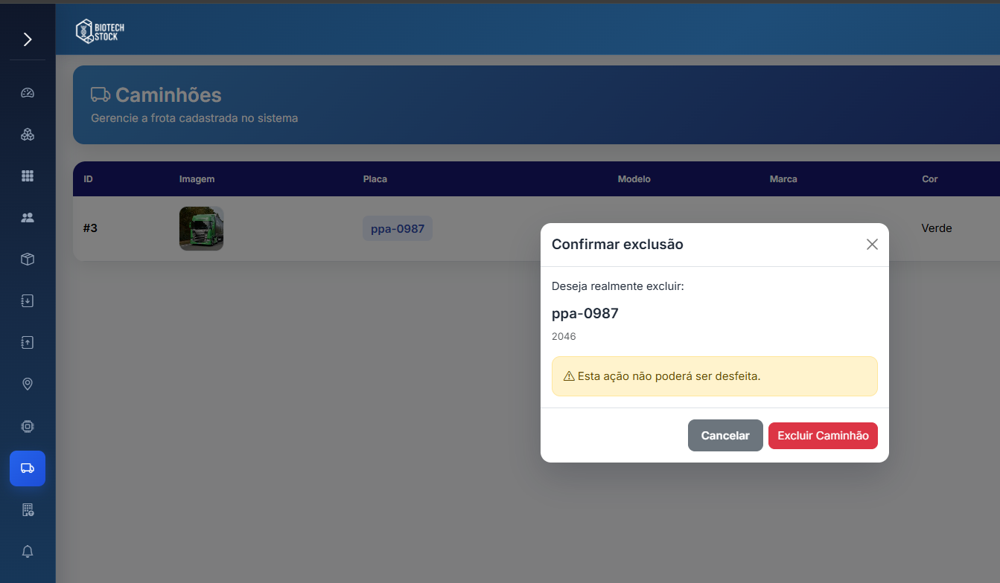 BIOTECH
STOCK
Caminhões
Gerencie a frota cadastrada no sistema
ID Imagem Placa Modelo Marca Cor
#3 ppa-0987 Verde
Confirmar exclusão
Deseja realmente excluir:
ppa-0987
2046
Esta ação não poderá ser desfeita.
Cancelar Excluir Caminhão